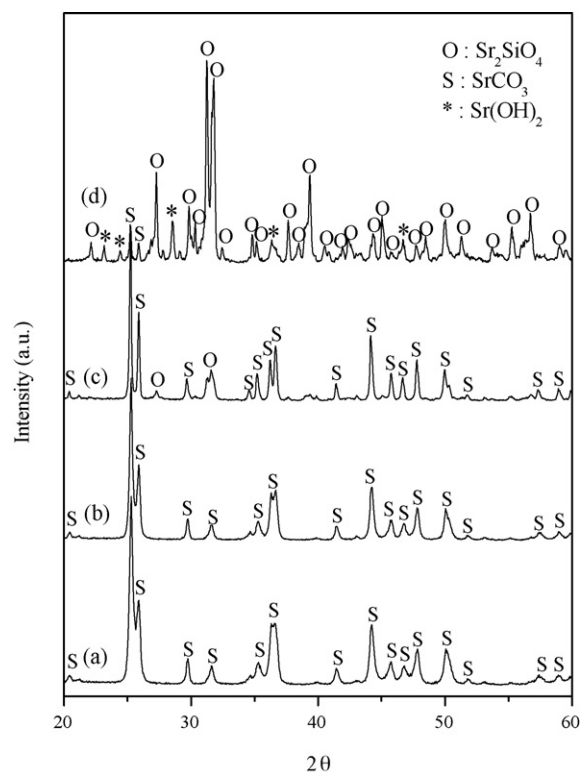 O : Sr₂SiO₄
S : SrCO₃
* : Sr(OH)₂
(d)
O * * S S O * O O O O O O O * O O O O O O O O O * O O O O O O O O
(c)
S S O S O S S S S S S S S S S S S S
(b)
S S S S S S S S S S S S S S S
(a)
S S S S S S S S S S S S S S S
Intensity (a.u.)
20 30 40 50 60
2θ